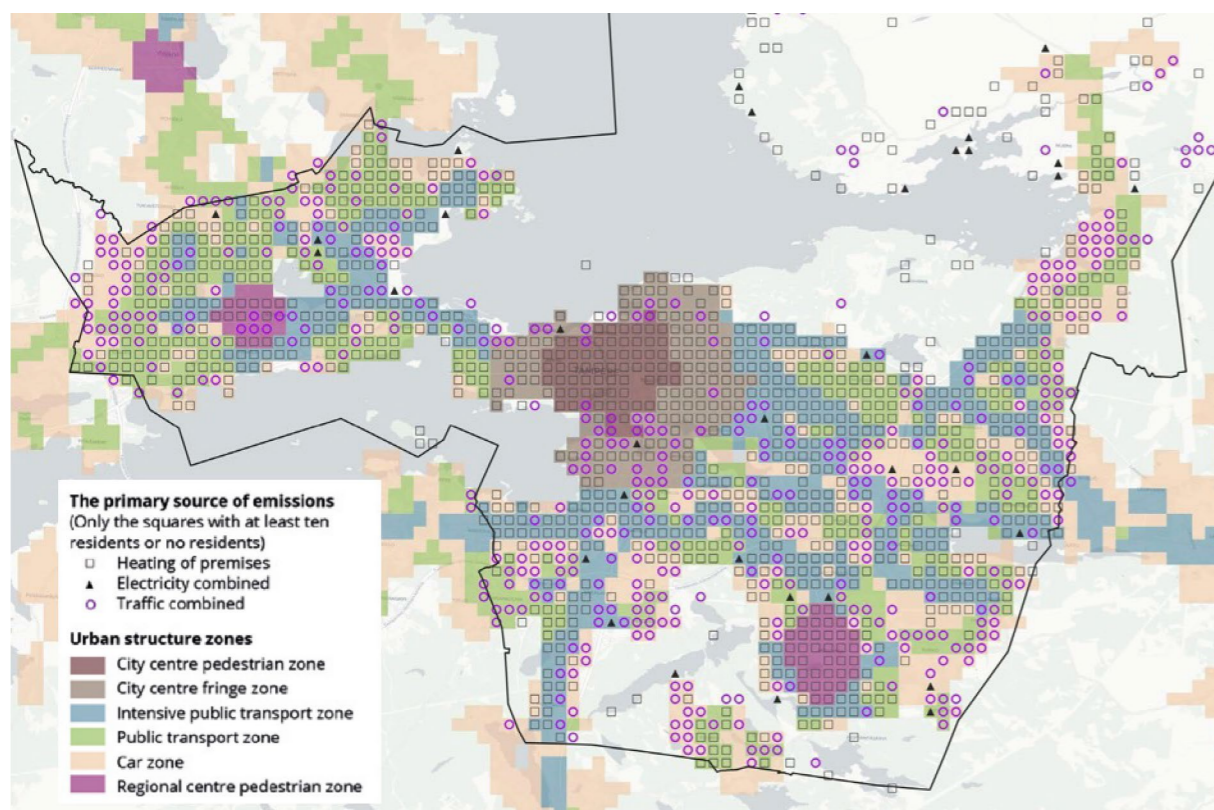 TAMPERE
The primary source of emissions
(Only the squares with at least ten
residents or no residents)
Heating of premises
Electricity combined
Traffic combined
Urban structure zones
City centre pedestrian zone
City centre fringe zone
Intensive public transport zone
Public transport zone
Car zone
Regional centre pedestrian zone